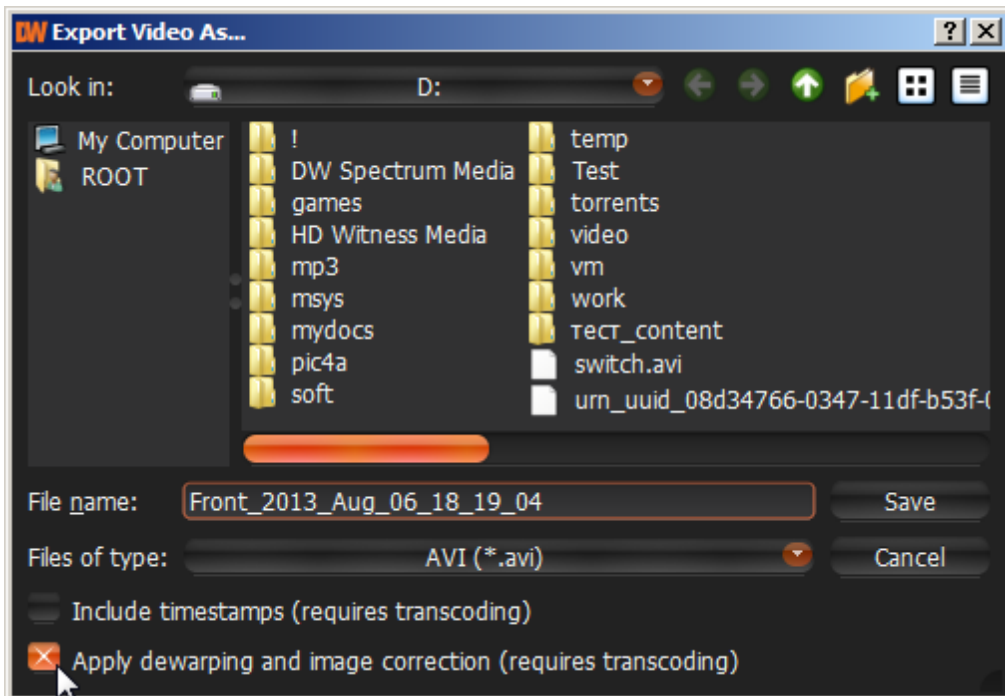 DW Export Video As...
Look in: D:
My Computer
ROOT
!
DW Spectrum Media
games
HD Witness Media
mp3
msys
mydocs
pic4a
soft
temp
Test
torrents
video
vm
work
тест_content
switch.avi
urn_uuid_08d34766-0347-11df-b53f-
File name: Front_2013_Aug_06_18_19_04 Save
Files of type: AVI (*.avi) Cancel
Include timestamps (requires transcoding)
Apply dewarping and image correction (requires transcoding)